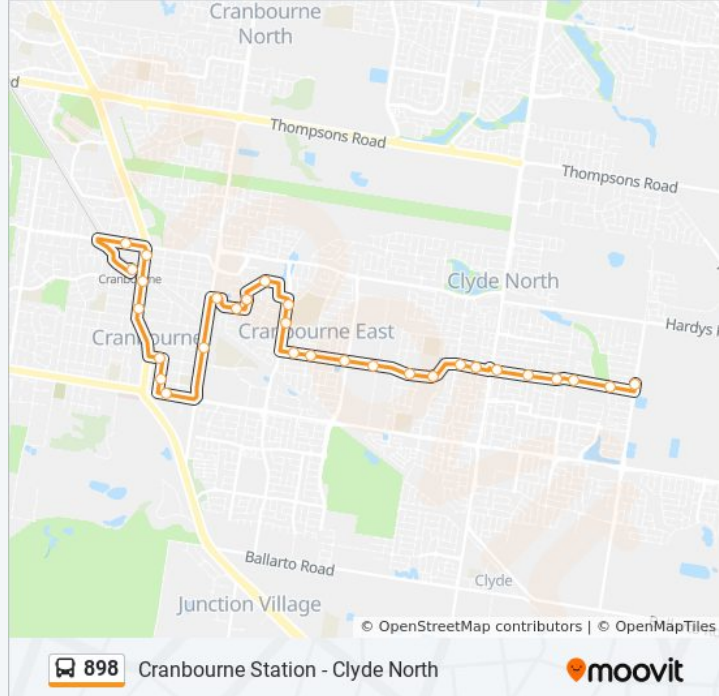 Cranbourne
North
d
Thompsons Road
Thompsons Road
Clyde North
Cranbourne
Hardys R
Cranbourne
Cranbourne East
Ballarto Road
Clyde
Junction Village
© OpenStreetMap contributors | © OpenMapTiles
898 Cranbourne Station - Clyde North
moovit